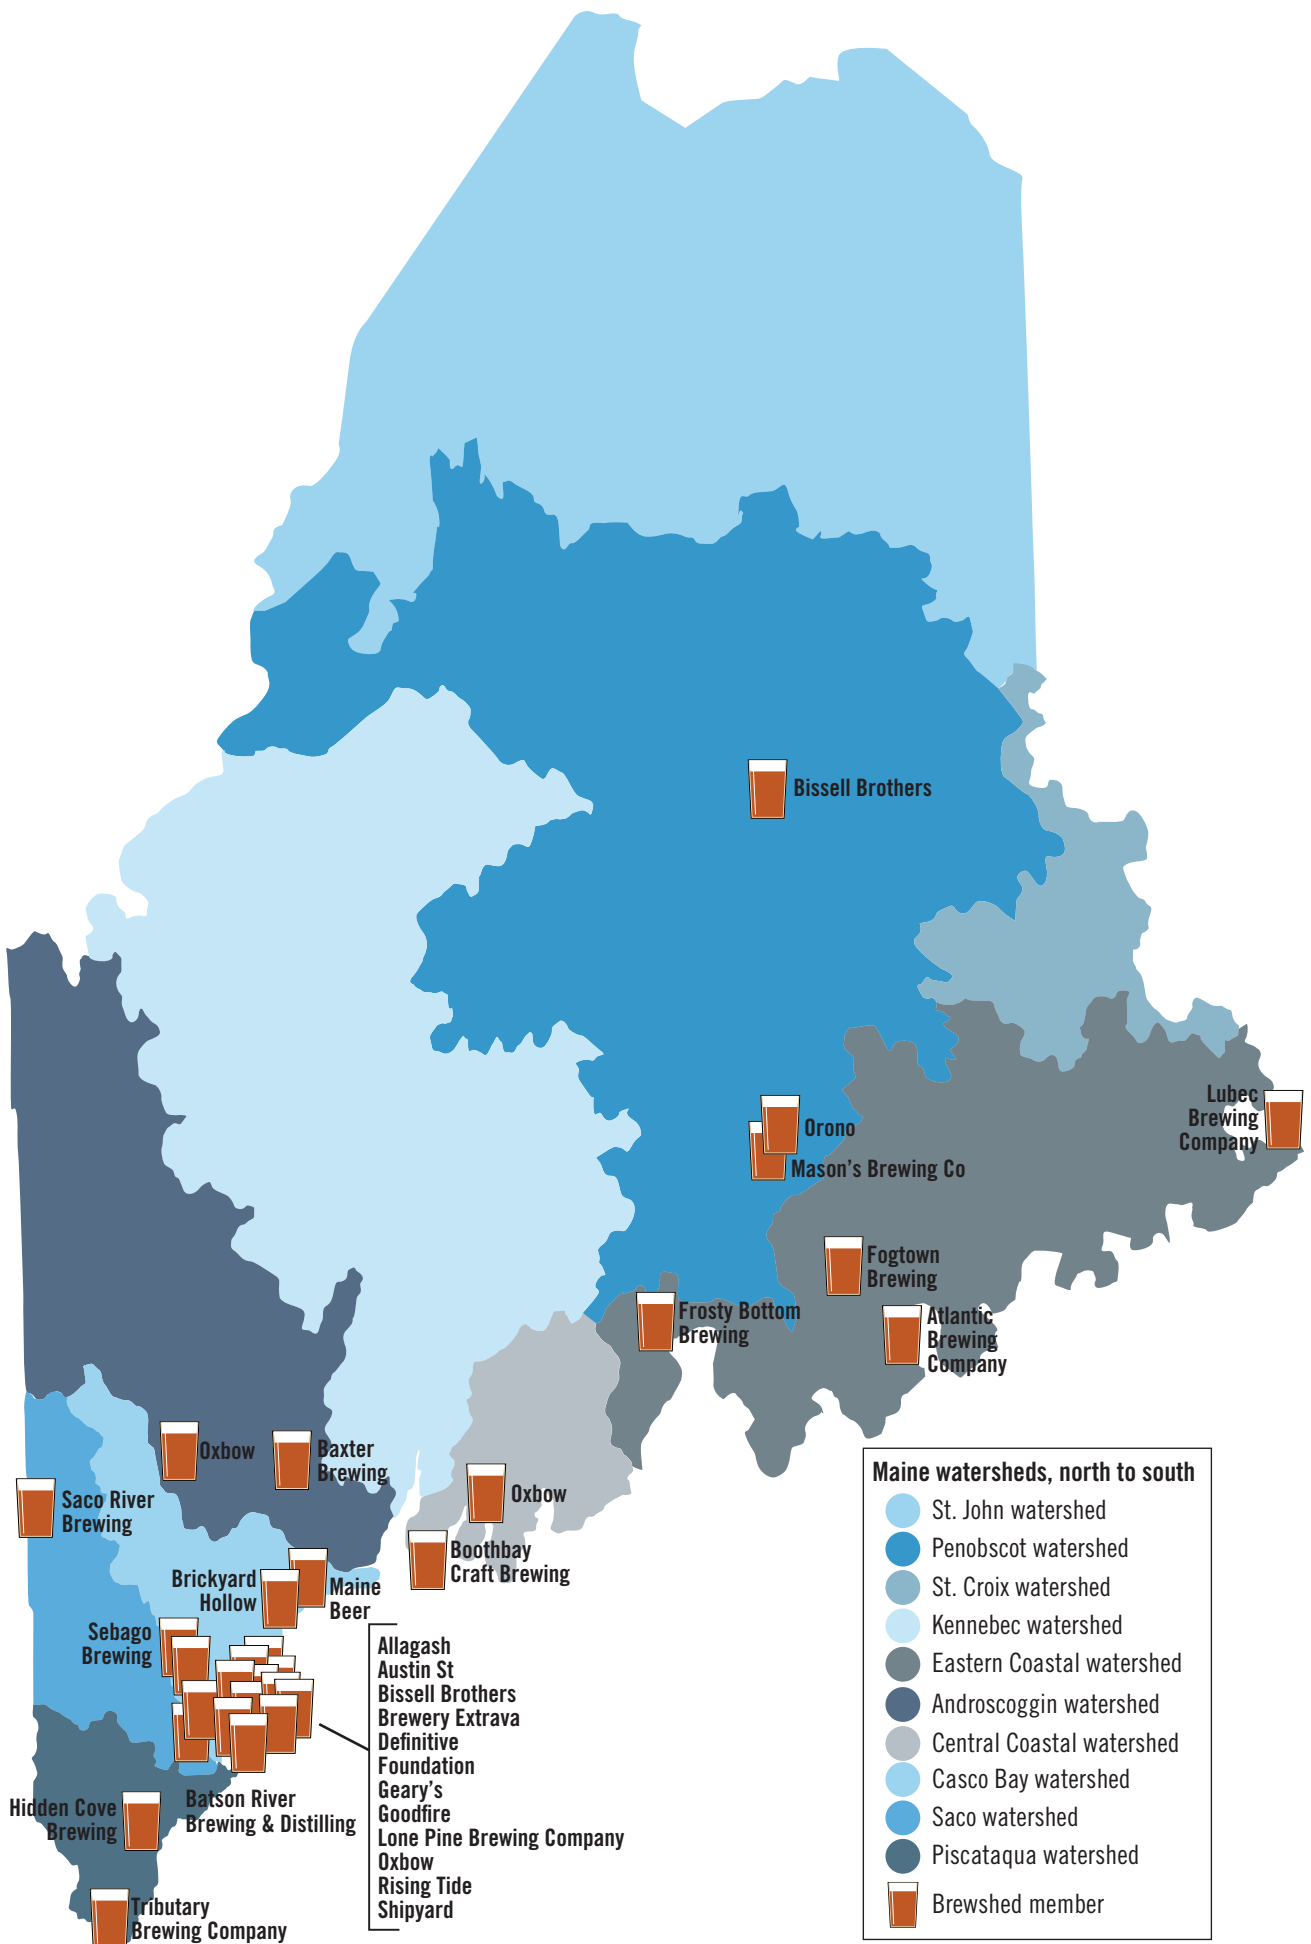 Bissell Brothers
Lubec
Brewing
Company
Orono
Mason's Brewing Co
Fogtown
Brewing
Frosty Bottom
Brewing
Atlantic
Brewing
Company
Oxbow
Baxter
Brewing
Saco River
Brewing
Oxbow
Boothbay
Craft Brewing
Brickyard
Hollow
Maine
Beer
Sebago
Brewing
Allagash
Austin St
Bissell Brothers
Brewery Extrava
Definitive
Foundation
Geary's
Goodfire
Lone Pine Brewing Company
Oxbow
Rising Tide
Shipyard
Batson River
Brewing & Distilling
Hidden Cove
Brewing
Tributary
Brewing Company
Maine watersheds, north to south
St. John watershed
Penobscot watershed
St. Croix watershed
Kennebec watershed
Eastern Coastal watershed
Androscoggin watershed
Central Coastal watershed
Casco Bay watershed
Saco watershed
Piscataqua watershed
Brewshed member